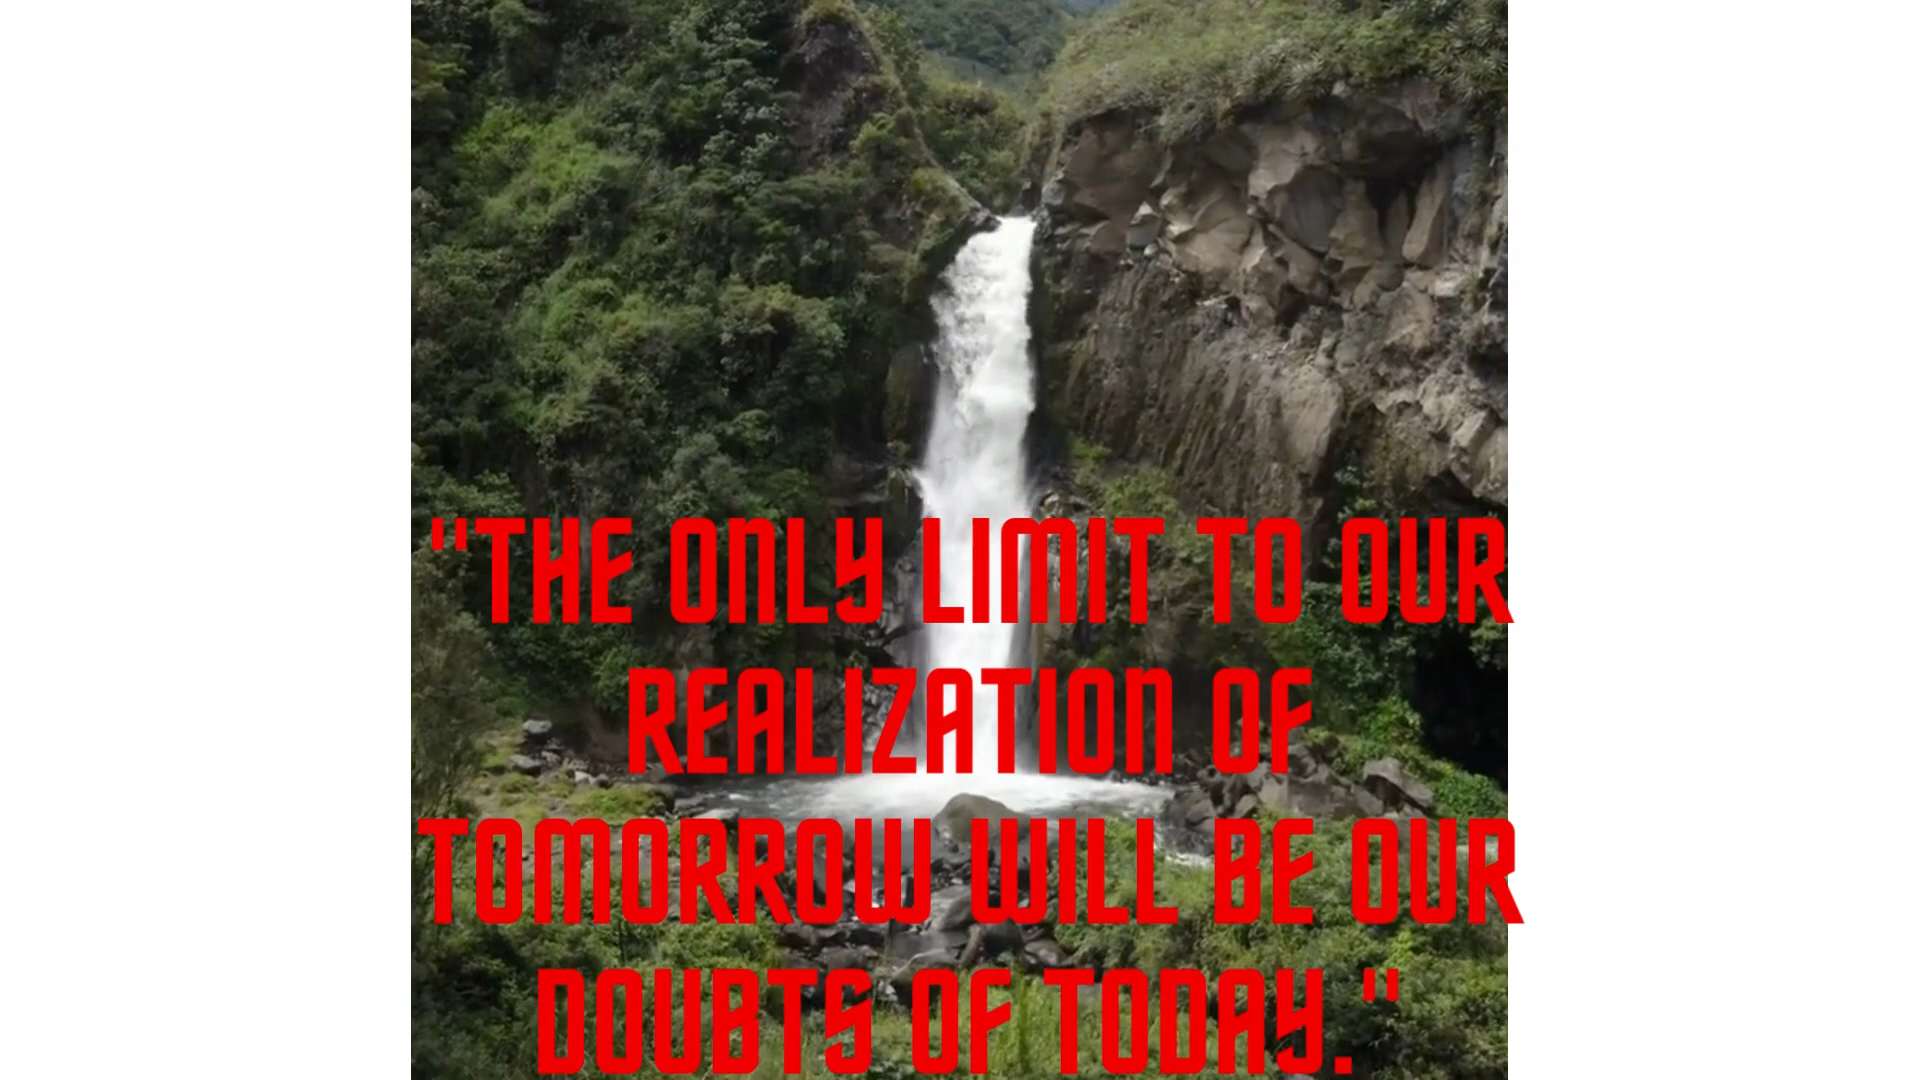 "THE ONLY LIMIT TO OUR
REALIZATION OF
TOMORROW WILL BE OUR
DOUBTS OF TODAY."